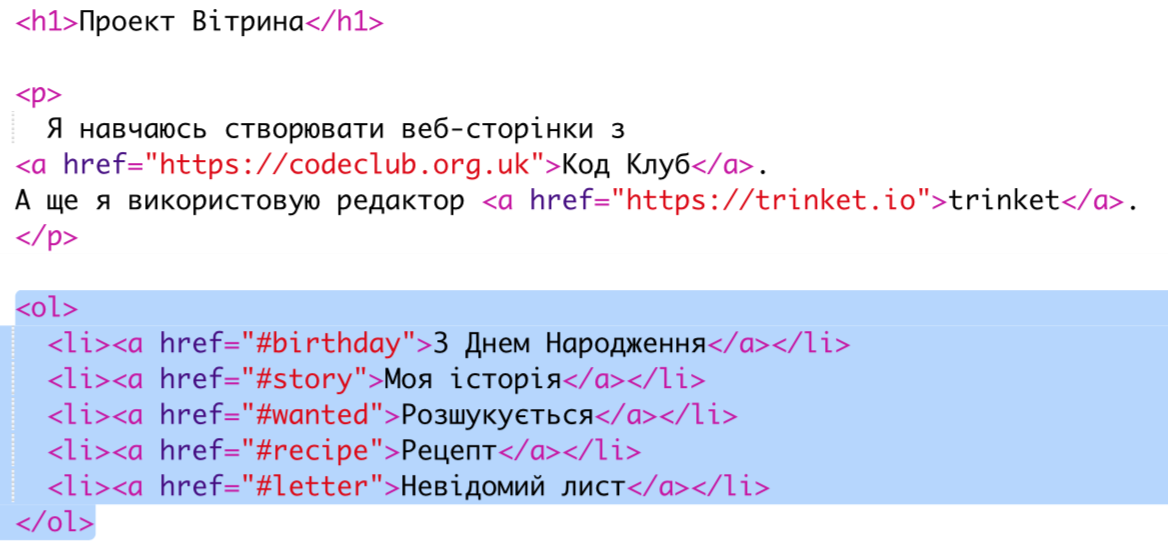 <h1>Проект Вітрина</h1>
<p>
Я навчаюсь створювати веб-сторінки з
<a href="https://codeclub.org.uk">Код Клуб</a>.
А ще я використовую редактор <a href="https://trinket.io">trinket</a>.
</p>
<ol>
<li><a href="#birthday">З Днем Народження</a></li>
<li><a href="#story">Моя історія</a></li>
<li><a href="#wanted">Розшукується</a></li>
<li><a href="#recipe">Рецепт</a></li>
<li><a href="#letter">Невідомий лист</a></li>
</ol>